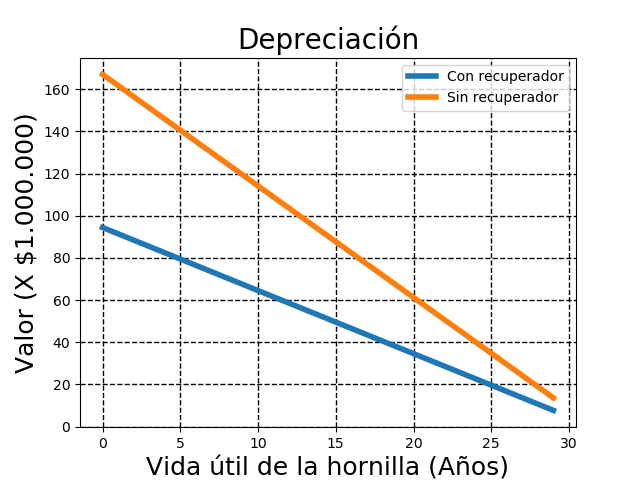 Depreciación
Con recuperador
Sin recuperador
Valor (X $1.000.000)
160
140
120
100
80
60
40
20
0
0 5 10 15 20 25 30
Vida útil de la hornilla (Años)